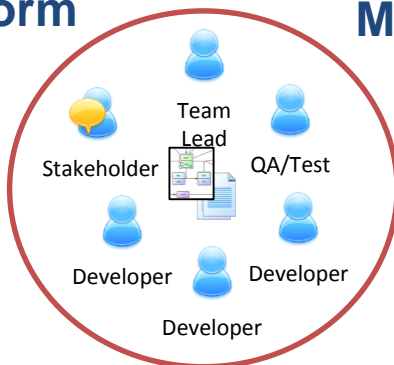 orm
M
Team
Lead
Stakeholder
QA/Test
Developer
Developer
Developer